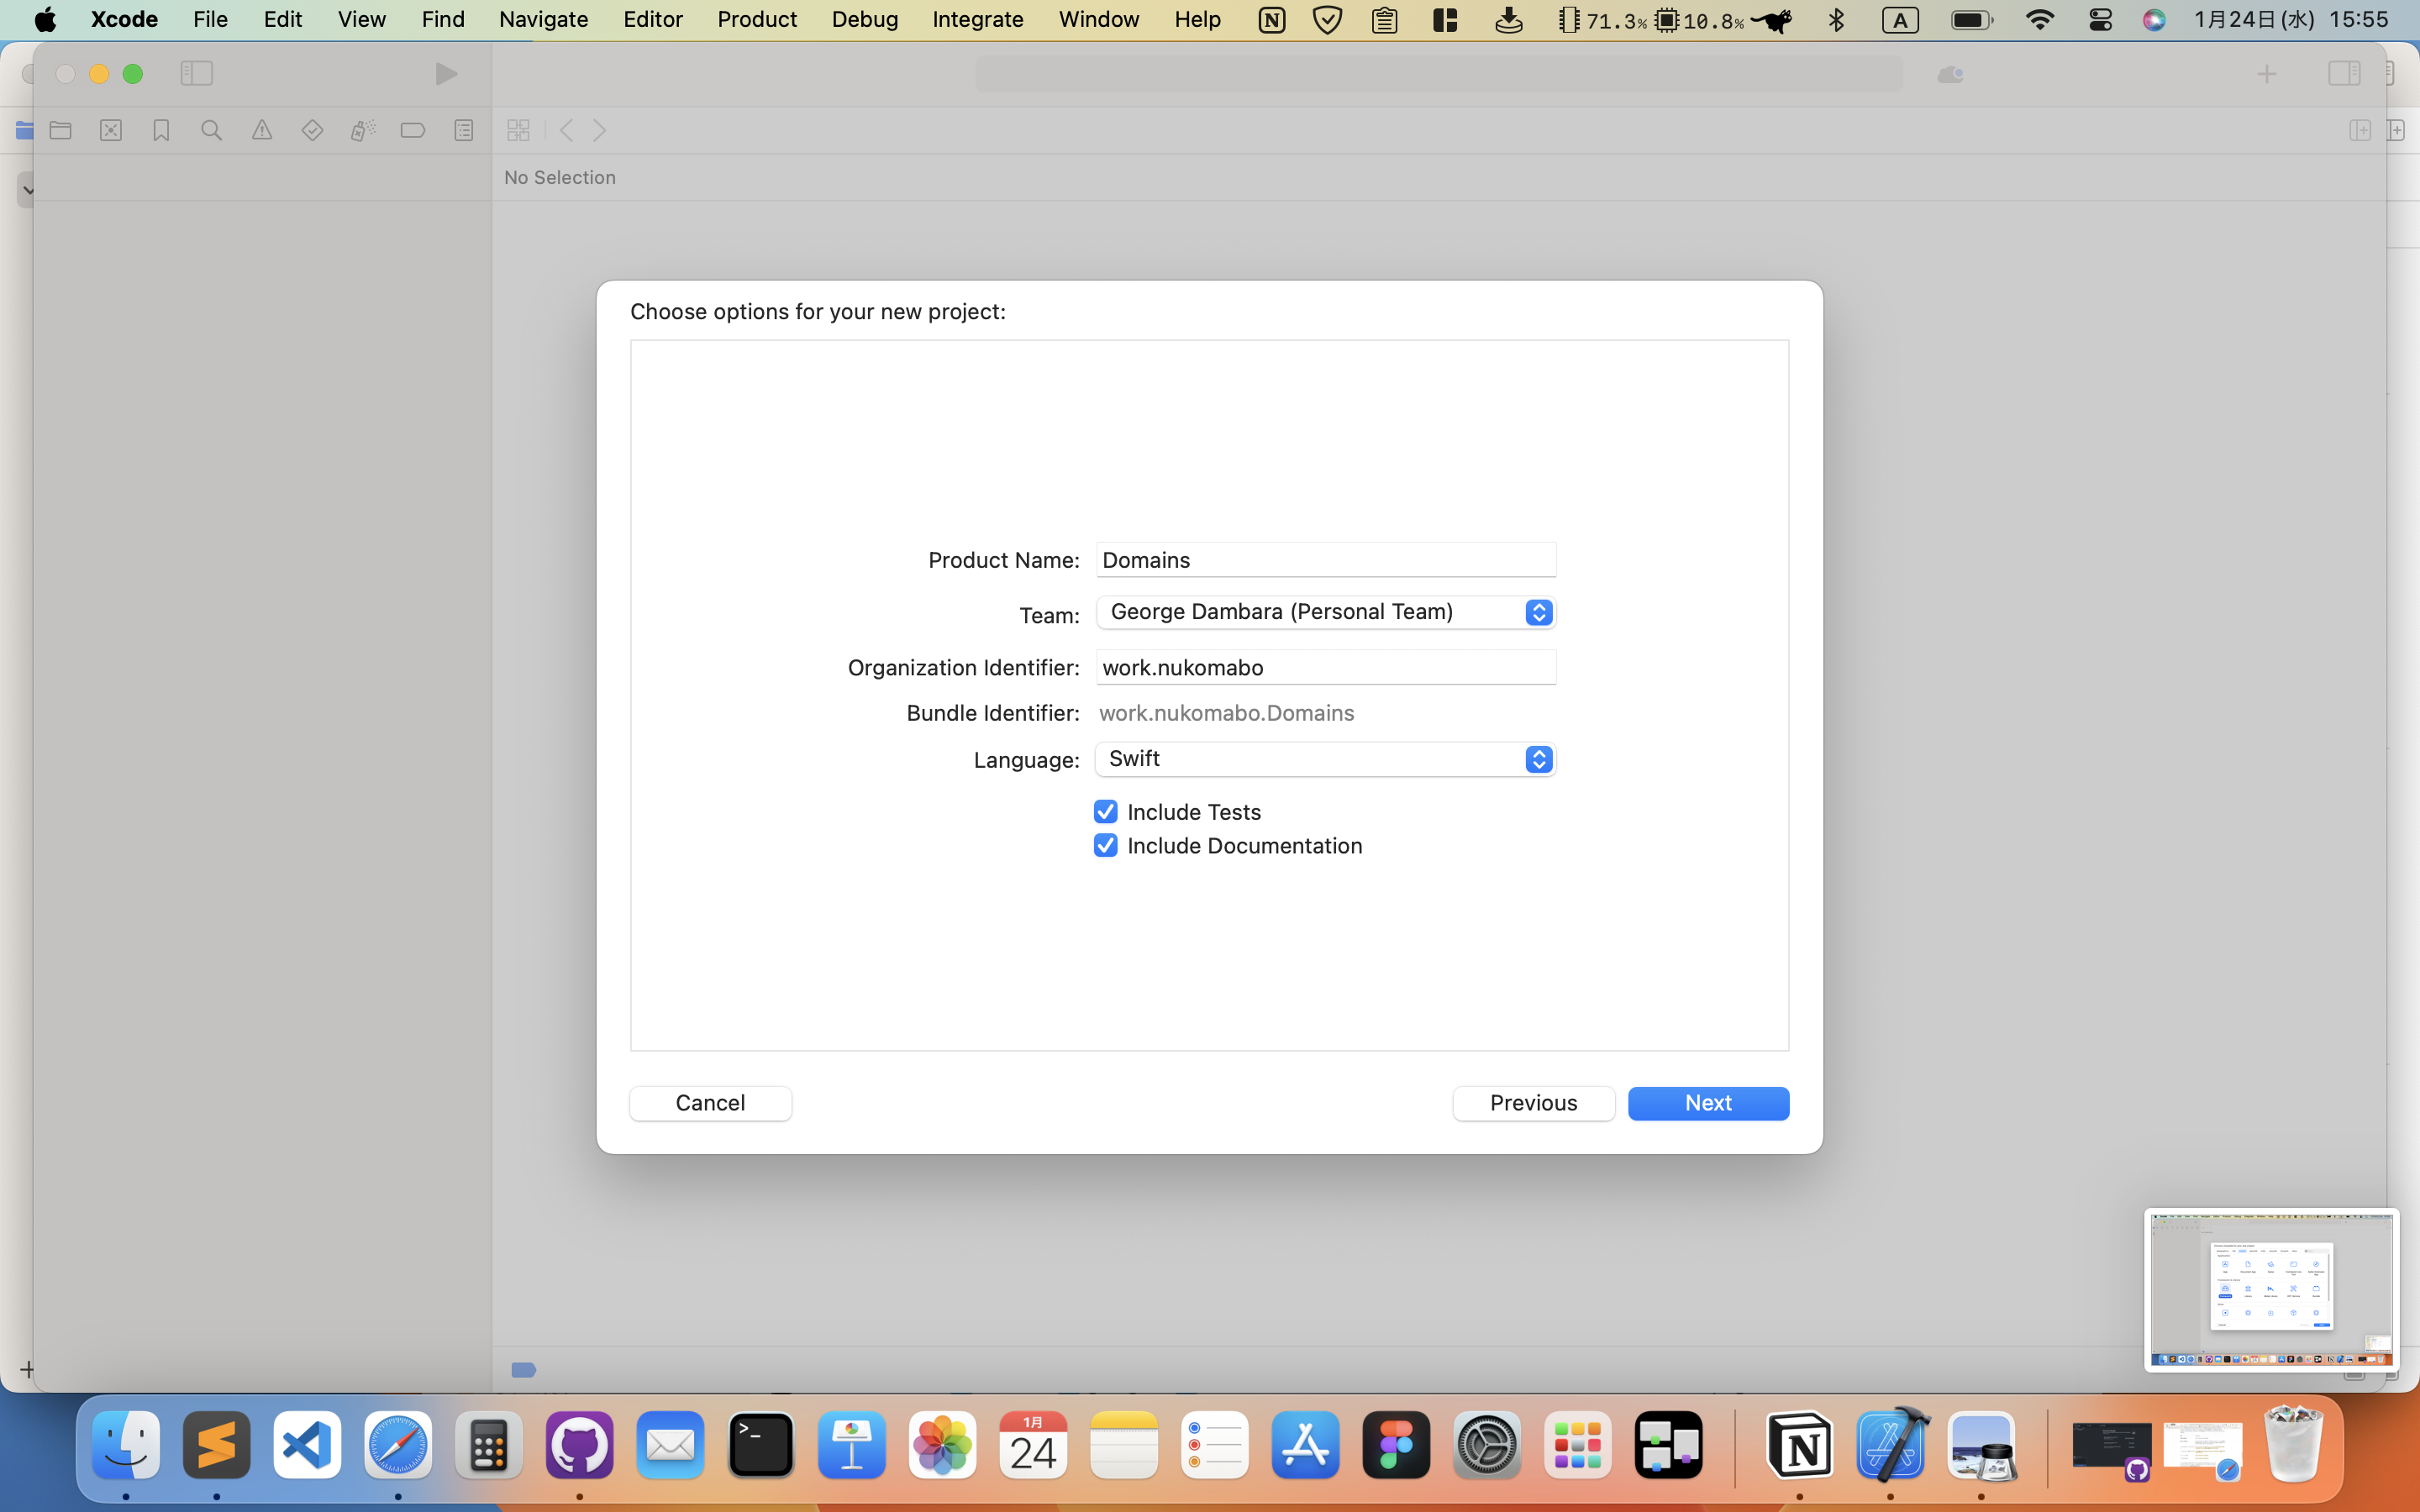 Xcode File Edit View Find Navigate Editor Product Debug Integrate Window Help N 71.3% 10.8% A 1月24日(水) 15:55
No Selection
Choose options for your new project:
Product Name: Domains
Team: George Dambara (Personal Team)
Organization Identifier: work.nukomabo
Bundle Identifier: work.nukomabo.Domains
Language: Swift
Include Tests
Include Documentation
Cancel Previous Next
1月
24